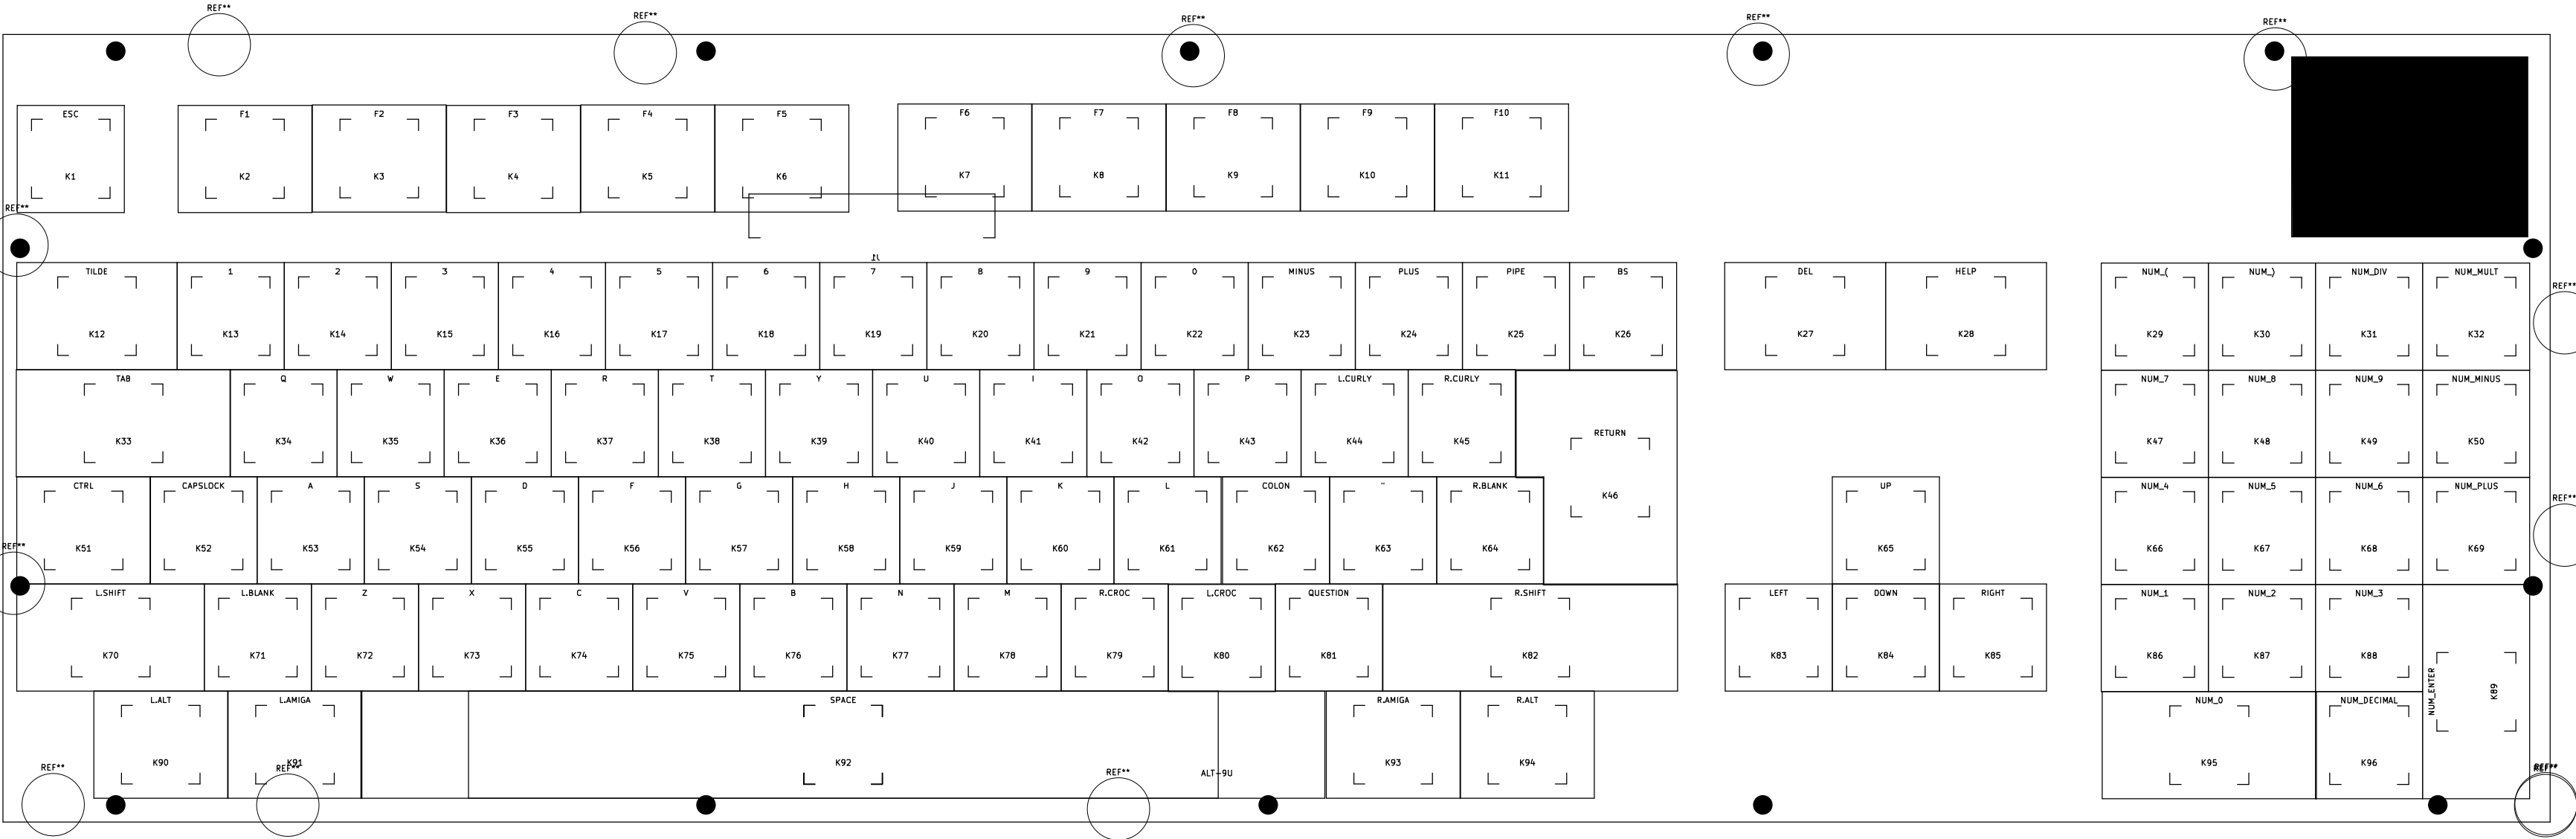 REF** REF** REF** REF** REF**
ESC F1 F2 F3 F4 F5 F6 F7 F8 F9 F10
K1 K2 K3 K4 K5 K6 K7 K8 K9 K10 K11
REF**
J1
TILDE 1 2 3 4 5 6 7 8 9 0 MINUS PLUS PIPE BS DEL HELP NUM_( NUM_) NUM_DIV NUM_MULT
REF**
K12 K13 K14 K15 K16 K17 K18 K19 K20 K21 K22 K23 K24 K25 K26 K27 K28 K29 K30 K31 K32
TAB Q W E R T Y U I O P L.CURLY R.CURLY NUM_7 NUM_8 NUM_9 NUM_MINUS
RETURN
K33 K34 K35 K36 K37 K38 K39 K40 K41 K42 K43 K44 K45 K47 K48 K49 K50
CTRL CAPSLOCK A S D F G H J K L COLON " R.BLANK UP NUM_4 NUM_5 NUM_6 NUM_PLUS
K46
REF**
REF**
K51 K52 K53 K54 K55 K56 K57 K58 K59 K60 K61 K62 K63 K64 K65 K66 K67 K68 K69
L.SHIFT L.BLANK Z X C V B N M R.CROC L.CROC QUESTION R.SHIFT LEFT DOWN RIGHT NUM_1 NUM_2 NUM_3
K70 K71 K72 K73 K74 K75 K76 K77 K78 K79 K80 K81 K82 K83 K84 K85 K86 K87 K88
NUM_ENTER K89
L.ALT L.AMIGA SPACE R.AMIGA R.ALT NUM_0 NUM_DECIMAL
K90 K91 K92 K93 K94 K95 K96
REF** REF** REF** ALT-9U REF**